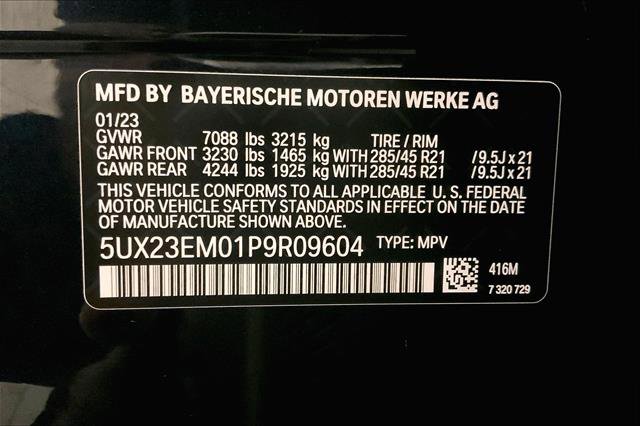 MFD BY BAYERISCHE MOTOREN WERKE AG
01/23
GVWR 7088 lbs 3215 kg TIRE / RIM
GAWR FRONT 3230 lbs 1465 kg WITH 285/45 R21 /9.5J x 21
GAWR REAR 4244 lbs 1925 kg WITH 285/45 R21 /9.5J x 21
THIS VEHICLE CONFORMS TO ALL APPLICABLE U. S. FEDERAL
MOTOR VEHICLE SAFETY STANDARDS IN EFFECT ON THE DATE
OF MANUFACTURE SHOWN ABOVE.
5UX23EM01P9R09604 TYPE: MPV
416M
7 320 729